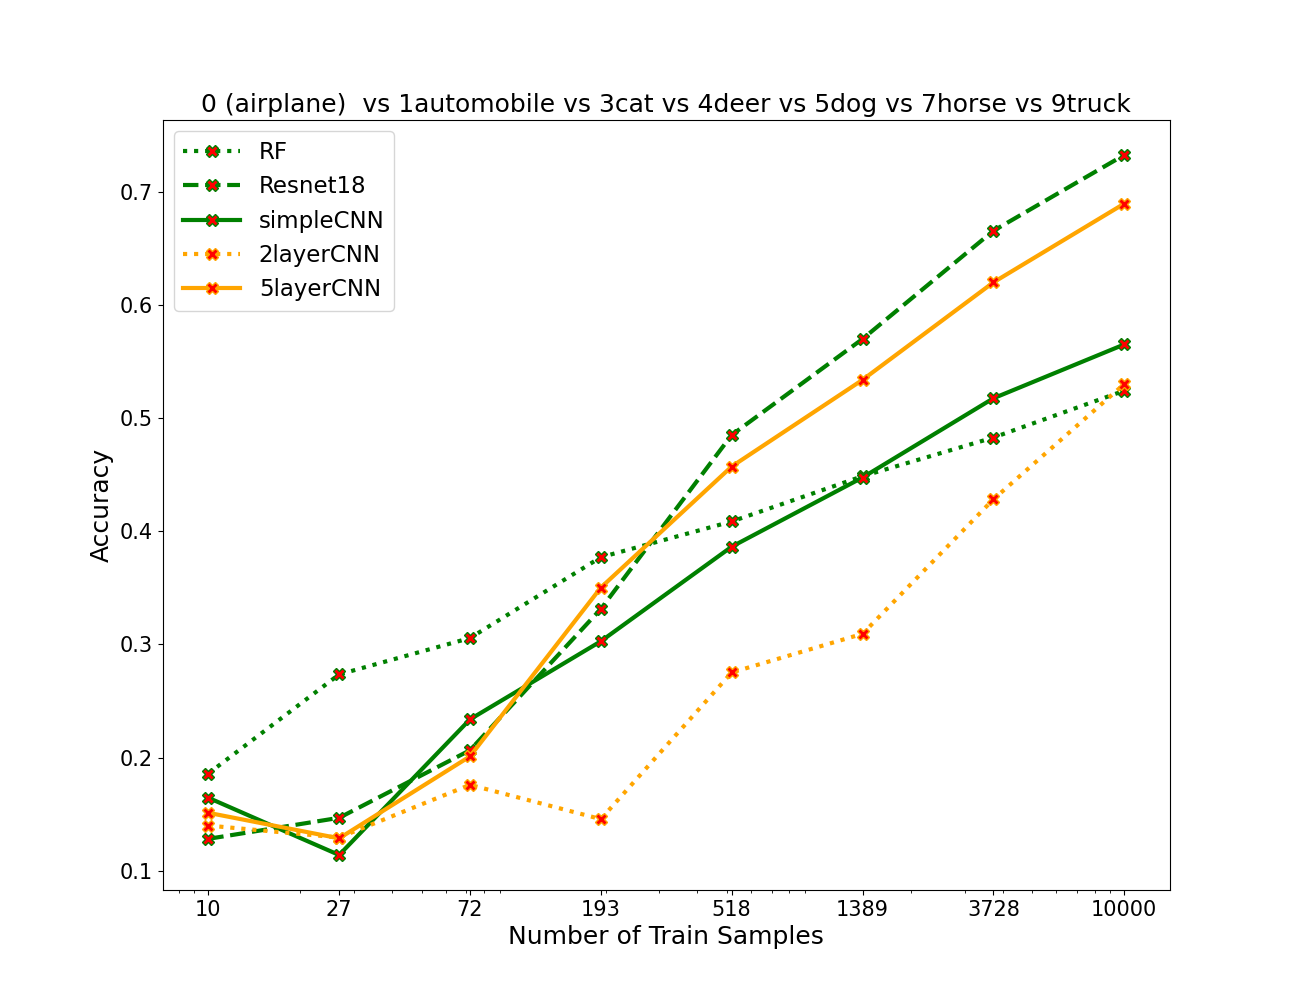 0 (airplane)  vs 1automobile vs 3cat vs 4deer vs 5dog vs 7horse vs 9truck
RF
Resnet18
simpleCNN
2layerCNN
5layerCNN
0.7
0.6
0.5
0.4
0.3
0.2
0.1
Accuracy
10 27 72 193 518 1389 3728 10000
Number of Train Samples